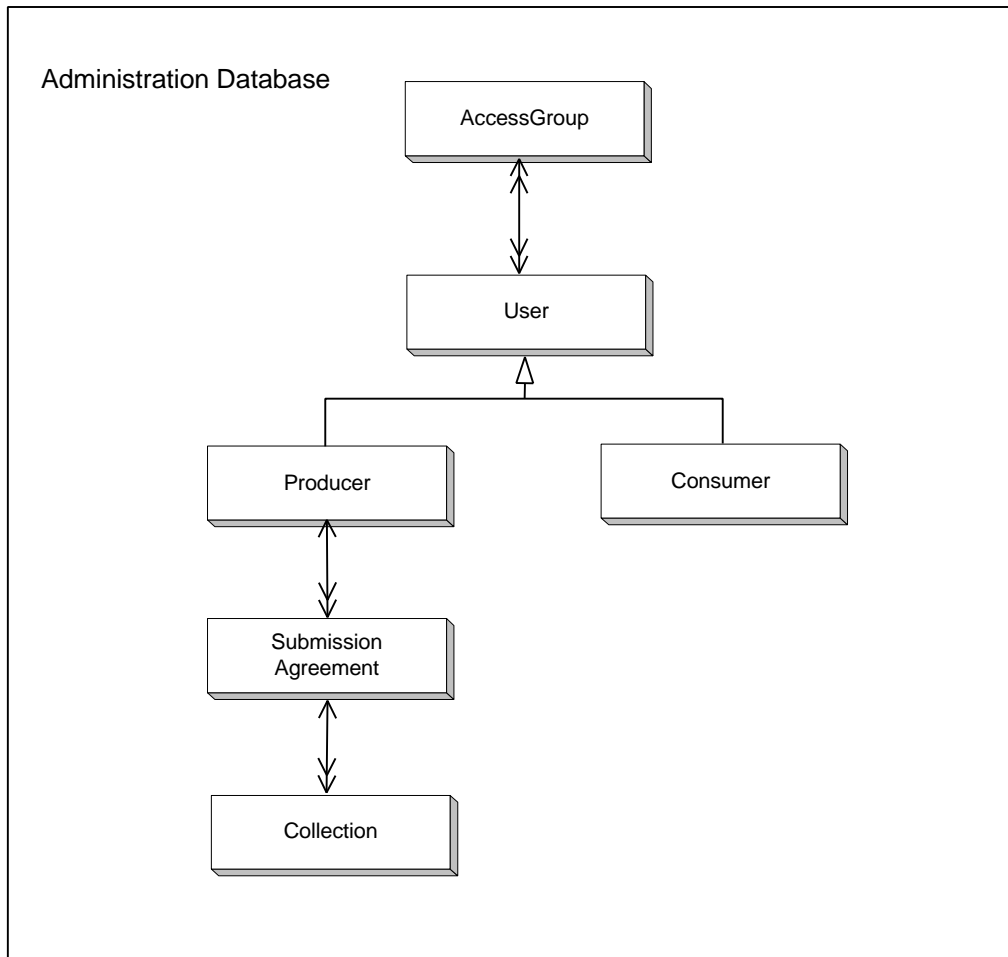 Administration Database
AccessGroup
User
Producer
Consumer
Submission
Agreement
Collection